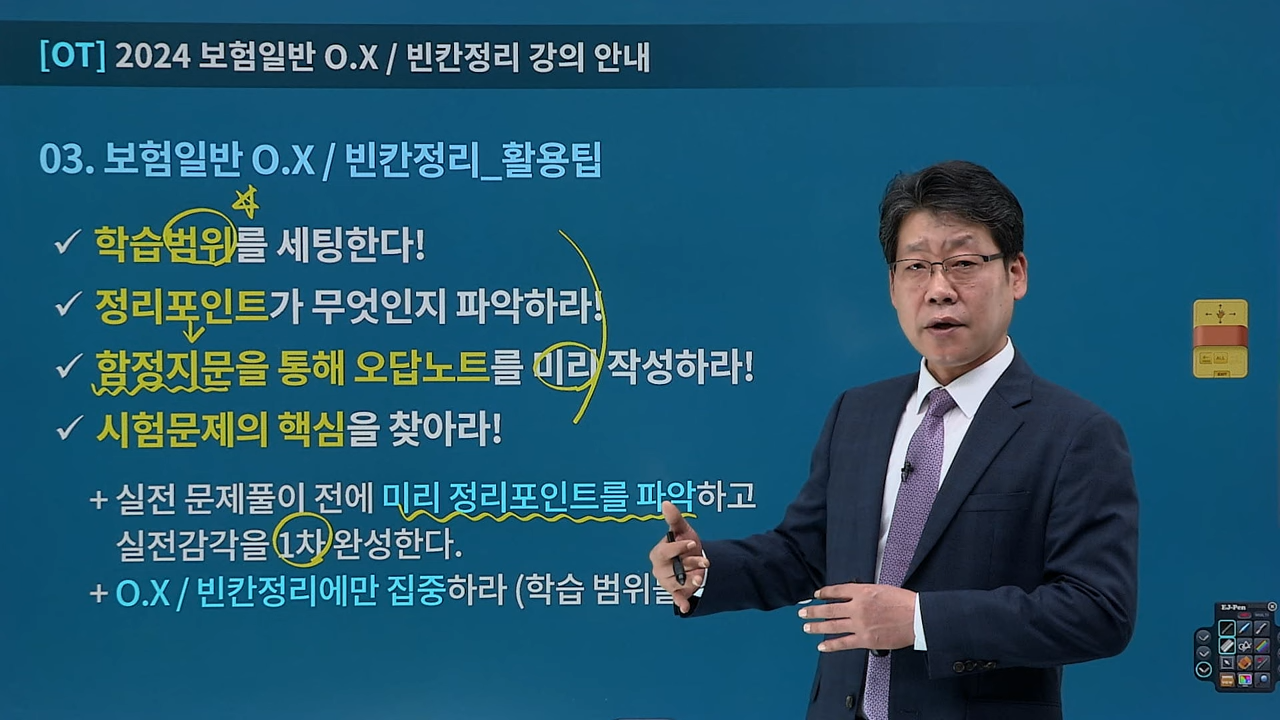 [OT] 2024 보험일반 O.X / 빈칸정리 강의 안내
03. 보험일반 O.X / 빈칸정리_활용팁
✓ 학습범위를 세팅한다!
✓ 정리포인트가 무엇인지 파악하라!
✓ 함정지문을 통해 오답노트를 미리 작성하라!
✓ 시험문제의 핵심을 찾아라!
+ 실전 문제풀이 전에 미리 정리포인트를 파악하고
실전감각을 1차 완성한다.
+ O.X / 빈칸정리에만 집중하라 (학습 범위를
EJ-Pen